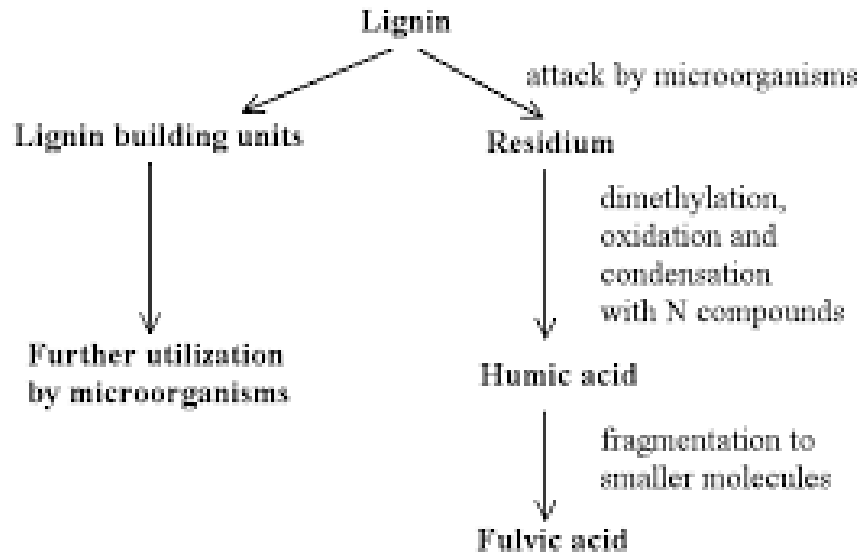 Lignin
attack by microorganisms
Lignin building units
Residium
dimethylation,
oxidation and
condensation
with N compounds
Further utilization
by microorganisms
Humic acid
fragmentation to
smaller molecules
Fulvic acid